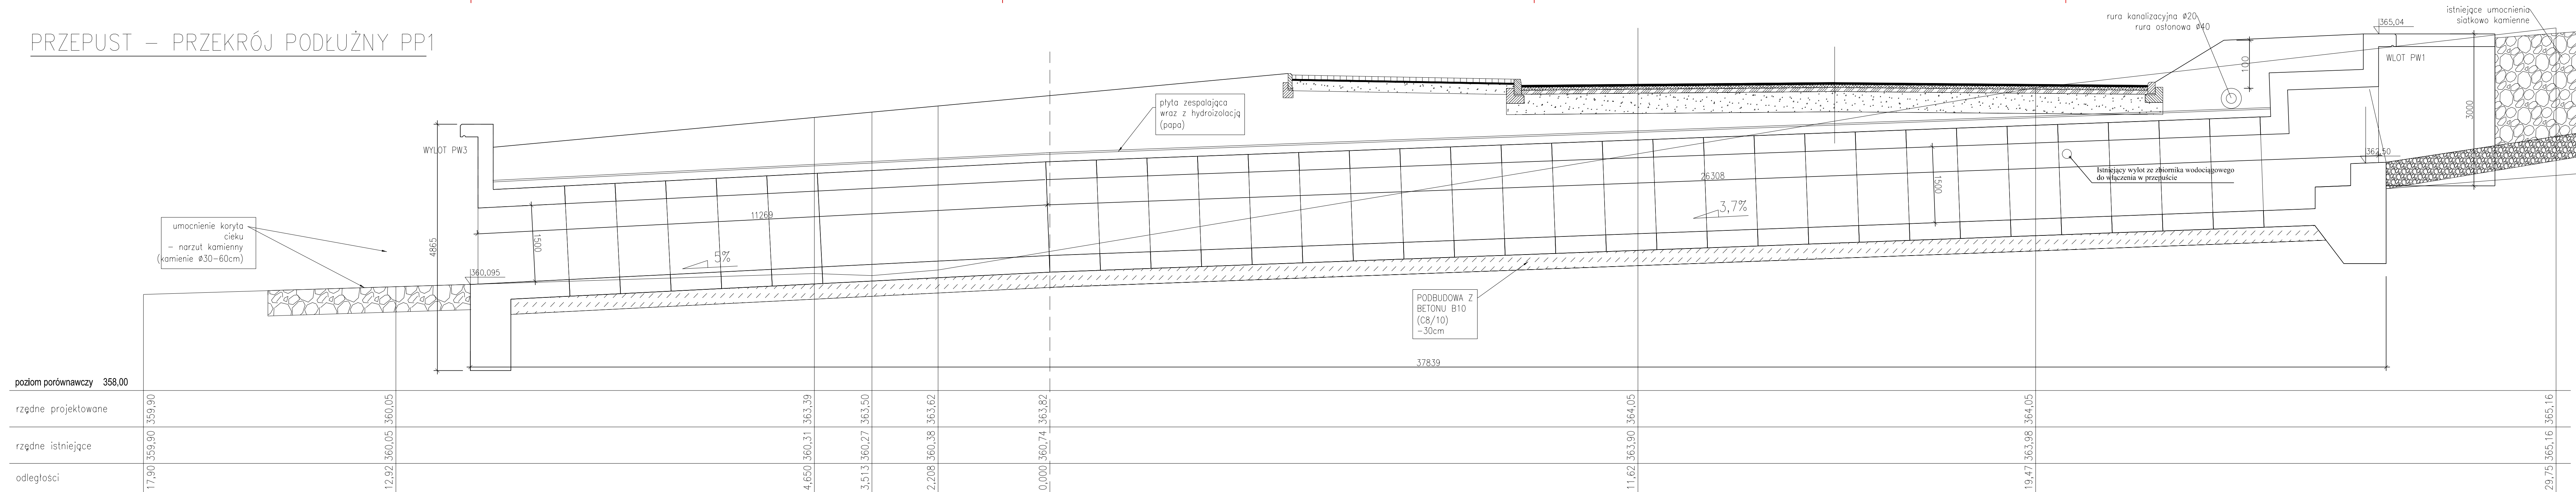 PRZEPUST – PRZEKRÓJ PODŁUŻNY PP1
rura kanalizacyjna ø20
rura osłonowa ø40
365,04
istniejące umocnienia
siatkowo kamienne
WLOT PW1
100
3000
płyta zespalająca
wraz z hydroizolacją
(papa)
WYLOT PW3
362,50
Istniejący wylot ze zbiornika wodociągowego
do włączenia w przepuście
26308
1500
3,7%
11269
1500
4865
umocnienie koryta
cieku
– narzut kamienny
(kamienie ø30–60cm)
5%
360,095
PODBUDOWA Z
BETONU B10
(C8/10)
–30cm
37839
poziom porównawczy 358,00
rzędne projektowane 359,90 360,05 363,39 363,50 363,62 363,82 364,05 364,05 365,16
rzędne istniejące 359,90 360,05 360,31 360,27 360,38 360,74 363,90 363,98 365,16
odległości 17,90 12,92 4,650 3,513 2,208 0,000 11,62 19,47 29,75